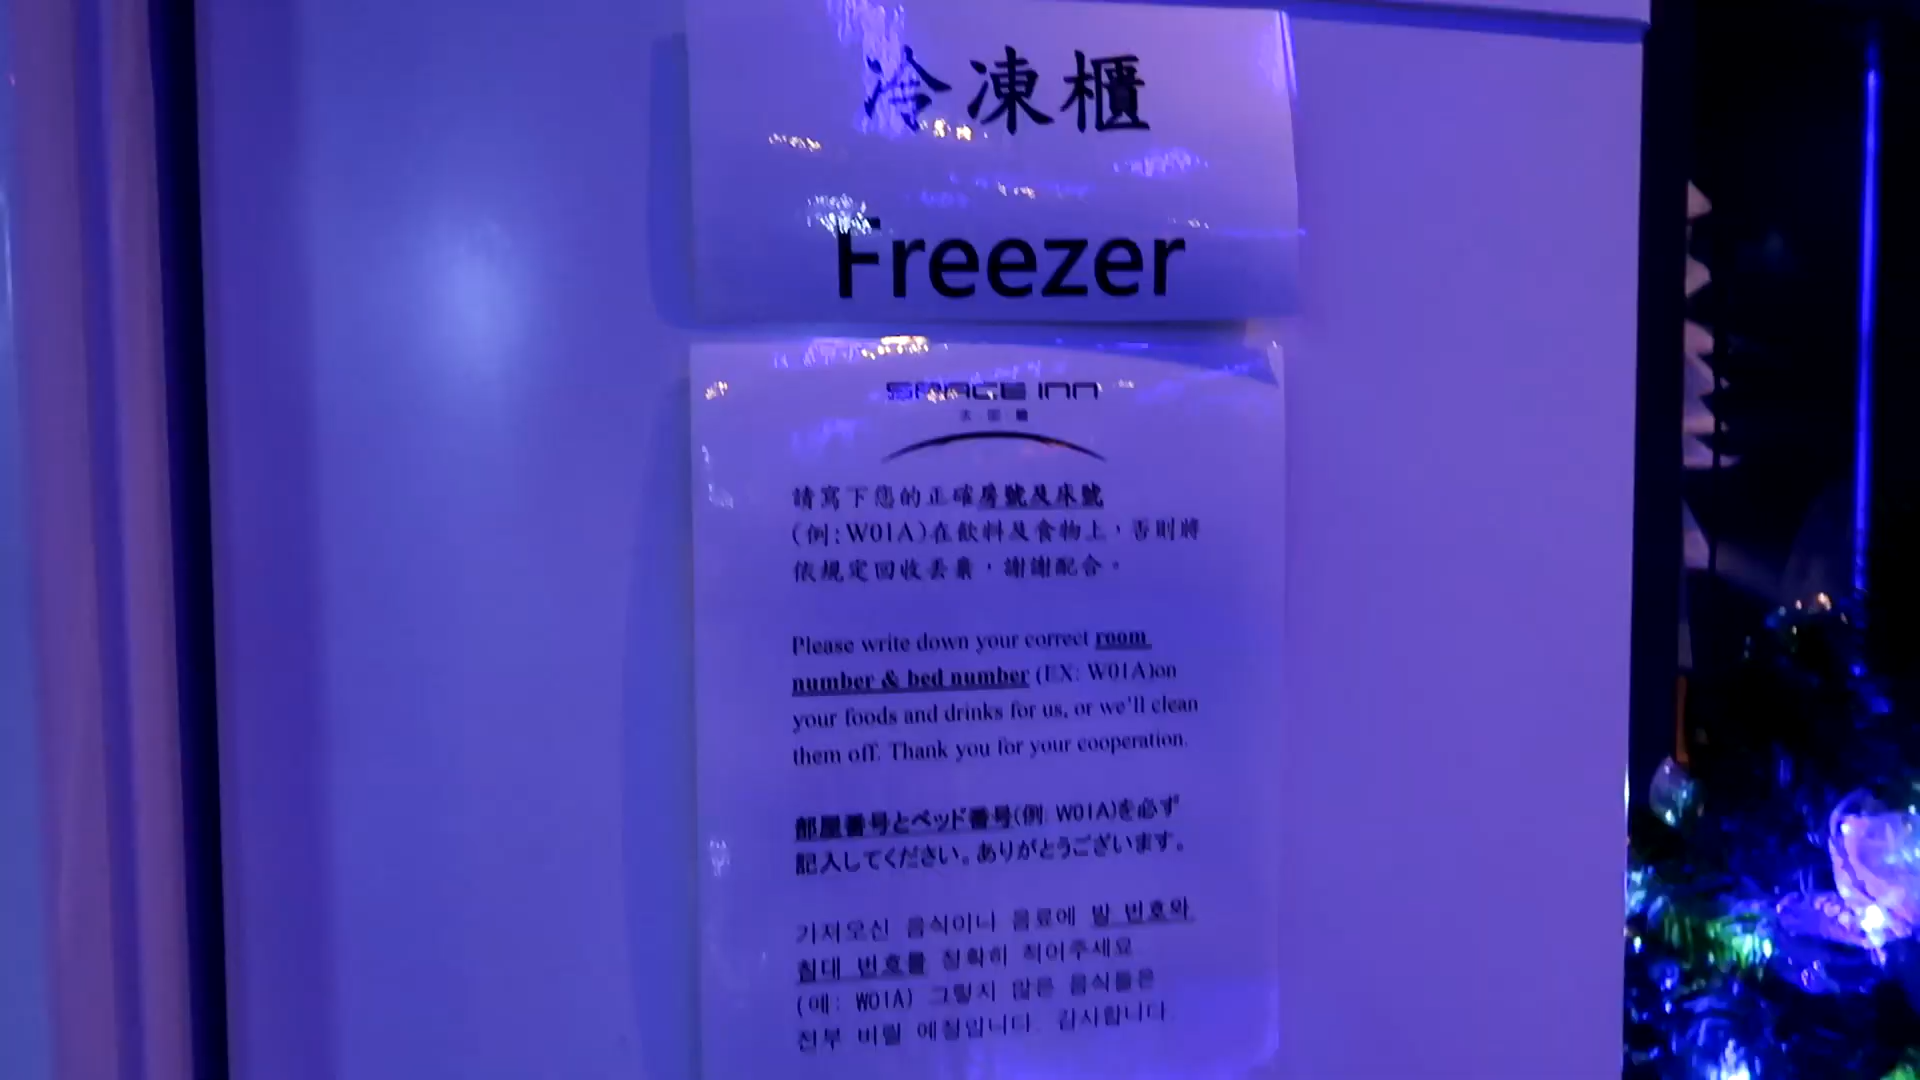 冷凍櫃
Freezer
SPACE INN
太空艙
請寫下您的正確房號及床號
(例:W01A)在飲料及食物上，否則將
依規定回收丟棄，謝謝配合。
Please write down your correct room
number & bed number (EX: W01A)on
your foods and drinks for us, or we'll clean
them off. Thank you for your cooperation.
部屋番号とベッド番号(例 W01A)を必ず
記入してください。ありがとうございます。
가져오신 음식이나 음료에 방 번호와
침대 번호를 정확히 적어주세요
(예: W01A) 그렇지 않은 음식들은
전부 버릴 예정입니다. 감사합니다.